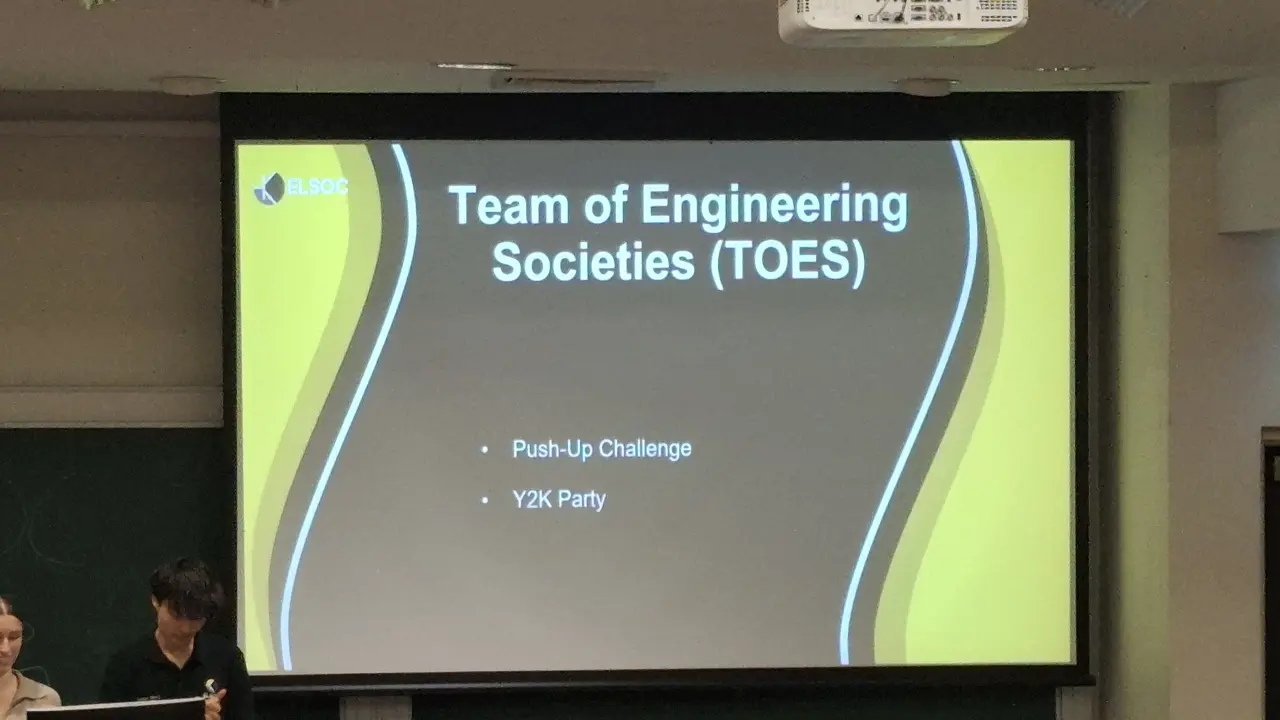 ELSOC
Team of Engineering
Societies (TOES)
• Push-Up Challenge
• Y2K Party